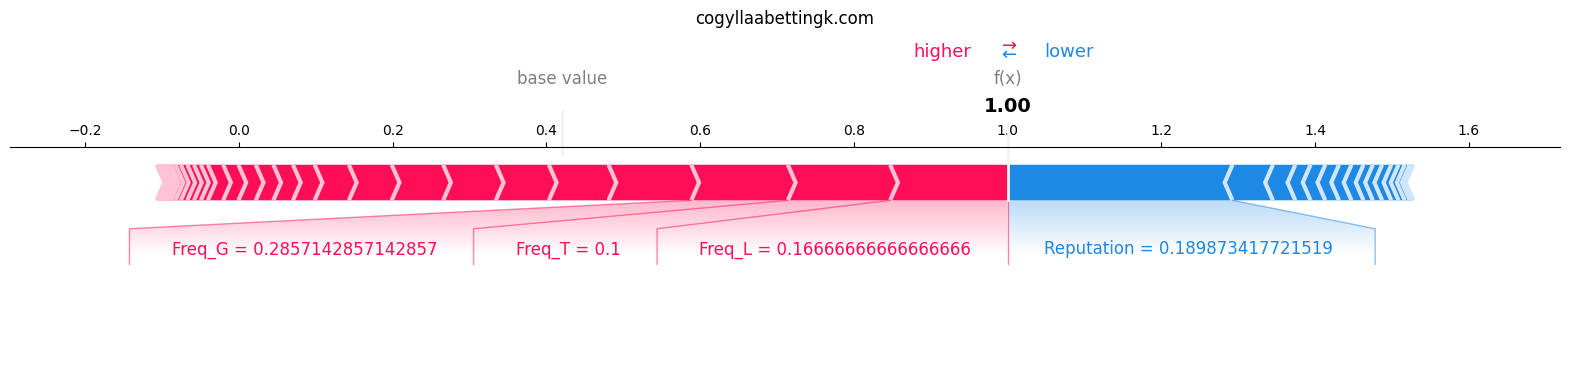 cogyllaabettingk.com
higher ⇄ lower
base value f(x)
1.00
−0.2 0.0 0.2 0.4 0.6 0.8 1.0 1.2 1.4 1.6
Freq_G = 0.2857142857142857 Freq_T = 0.1 Freq_L = 0.16666666666666666 Reputation = 0.189873417721519